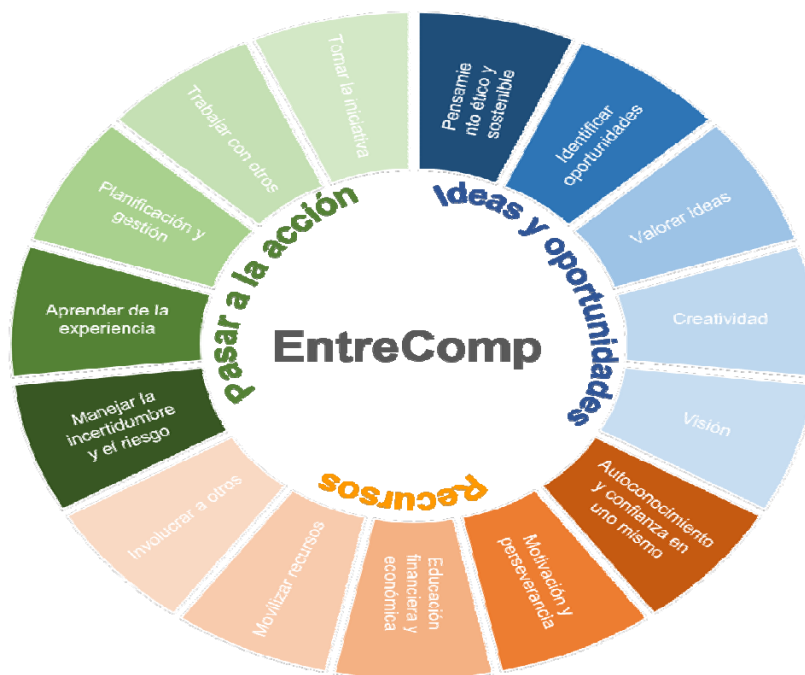 EntreComp
Ideas y oportunidades
Pensamie
nto ético y
sostenible
Identificar
oportunidades
Valorar ideas
Creatividad
Visión
Recursos
Autoconocimiento
y confianza en
uno mismo
Motivación y
perseverancia
Educación
financiera y
económica
Movilizar recursos
Involucrar a otros
Pasar a la acción
Manejar la
incertidumbre
y el riesgo
Aprender de la
experiencia
Planificación y
gestión
Trabajar con otros
Tomar la iniciativa